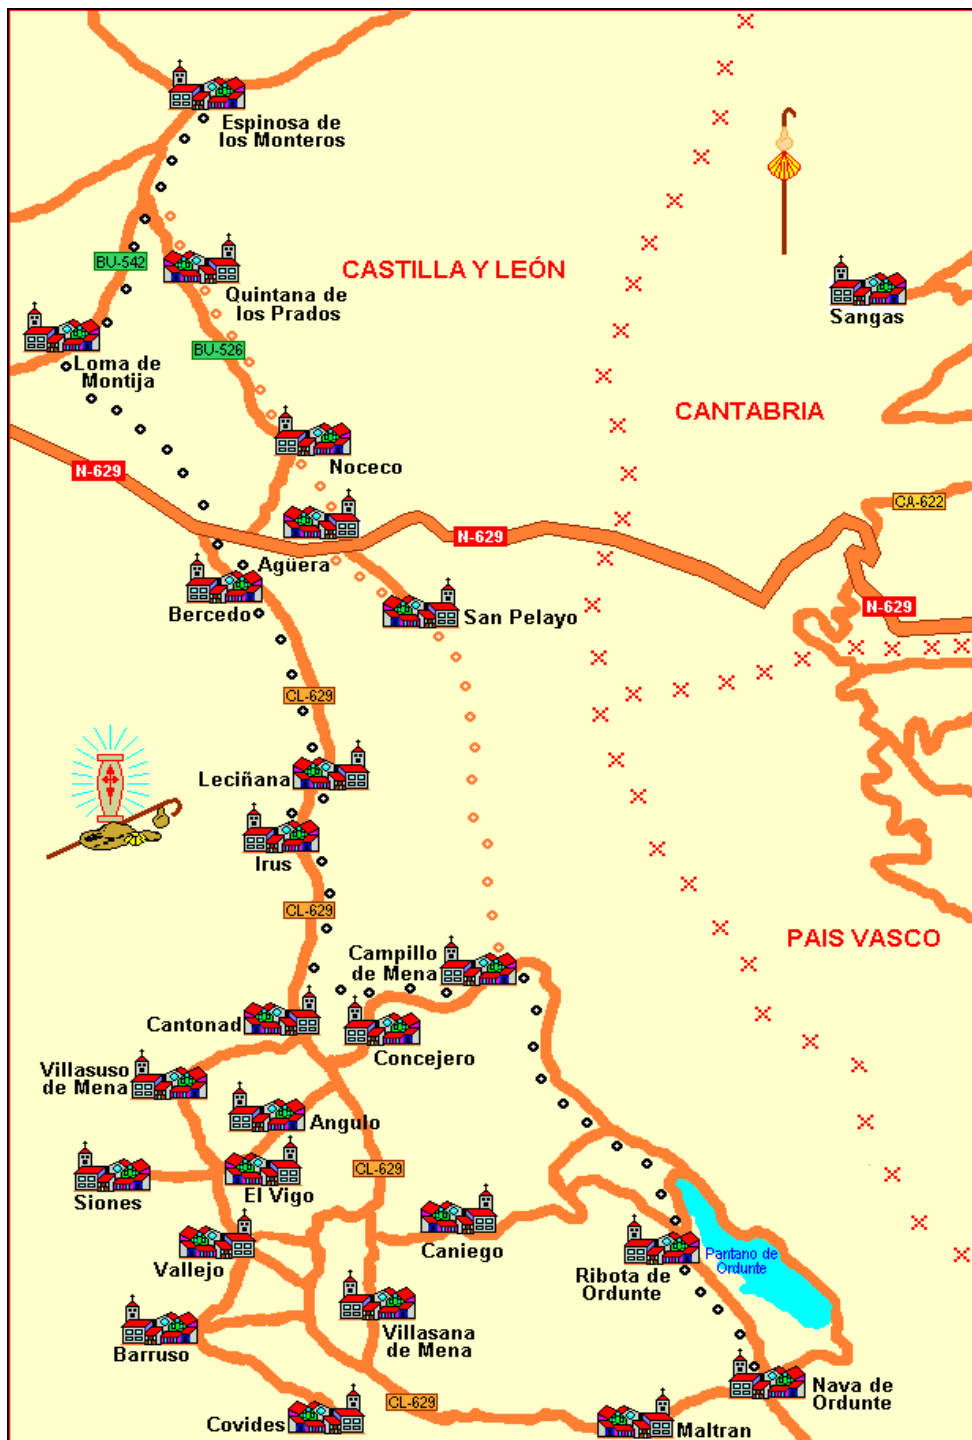 Espinosa de
los Monteros
BU-542
CASTILLA Y LEÓN
Quintana de
los Prados
Sangas
BU-526
Loma de
Montija
CANTABRIA
N-629
Noceco
CA-622
N-629
Agüera
Bercedo
San Pelayo
N-629
CL-629
Leciñana
Irus
CL-629
PAIS VASCO
Campillo
de Mena
Cantonad
Concejero
Villasuso
de Mena
Angulo
CL-629
Siones
El Vigo
Caniego
Vallejo
Pantano de
Ordunte
Ribota de
Ordunte
Villasana
de Mena
Barruso
Nava de
Ordunte
CL-629
Covides
Maltran